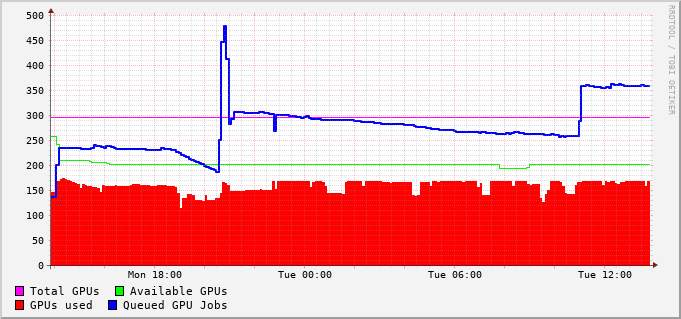 500
450
400
350
300
250
200
150
100
50
0
Mon 18:00 Tue 00:00 Tue 06:00 Tue 12:00
Total GPUs Available GPUs
GPUs used Queued GPU Jobs
RRDTOOL / TOBI OETIKER